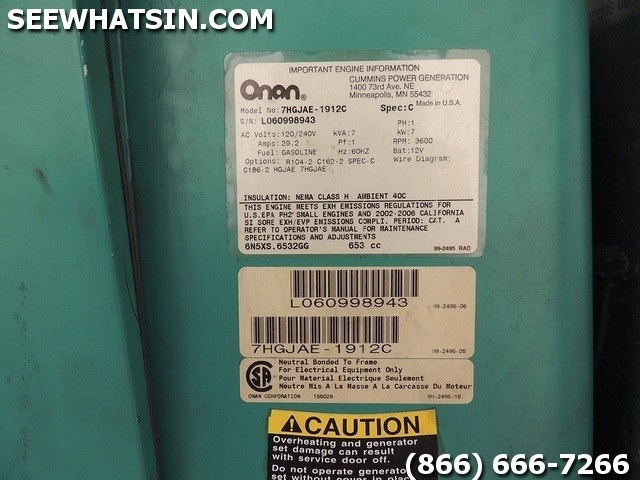 SEEWHATSIN.COM
IMPORTANT ENGINE INFORMATION
Onan®
CUMMINS POWER GENERATION
1400 73rd Ave. NE
Minneapolis, MN 55432
Made in U.S.A.
Model No: 7HGJAE-1912C Spec: C
S/N: L060998943
AC Volts: 120/240V kVA: 7 PH: 1
kW: 7
Amps: 29.2 Pf: 1 RPM: 3600
Fuel: GASOLINE Hz: 60HZ Bat: 12V
Options: R104-2 C162-2 SPEC-C Wire Diagram:
C186-2 HGJAE 7HGJAE
INSULATION: NEMA CLASS H AMBIENT 40C
THIS ENGINE MEETS EXH EMISSIONS REGULATIONS FOR
U.S.EPA PH2 SMALL ENGINES AND 2002-2006 CALIFORNIA
SI SORE EXH/EVP EMISSIONS COMPLI. PERIOD: CAT. A
REFER TO OPERATOR'S MANUAL FOR MAINTENANCE
SPECIFICATIONS AND ADJUSTMENTS
6N5XS.6532GG 653 cc
99-2495 RAD
L060998943
99-2496-06
7HGJAE-1912C
99-2496-06
Neutral Bonded To Frame
For Electrical Equipment Only
Pour Material Electrique Seulement
Neutre Mis A La Masse A La Carcasse Du Moteur
ONAN CORPORATION 166026 99-2496-16
CAUTION
Overheating and generator
set damage can result
with service door off.
Do not operate generator
set without cover in place
(866) 666-7266